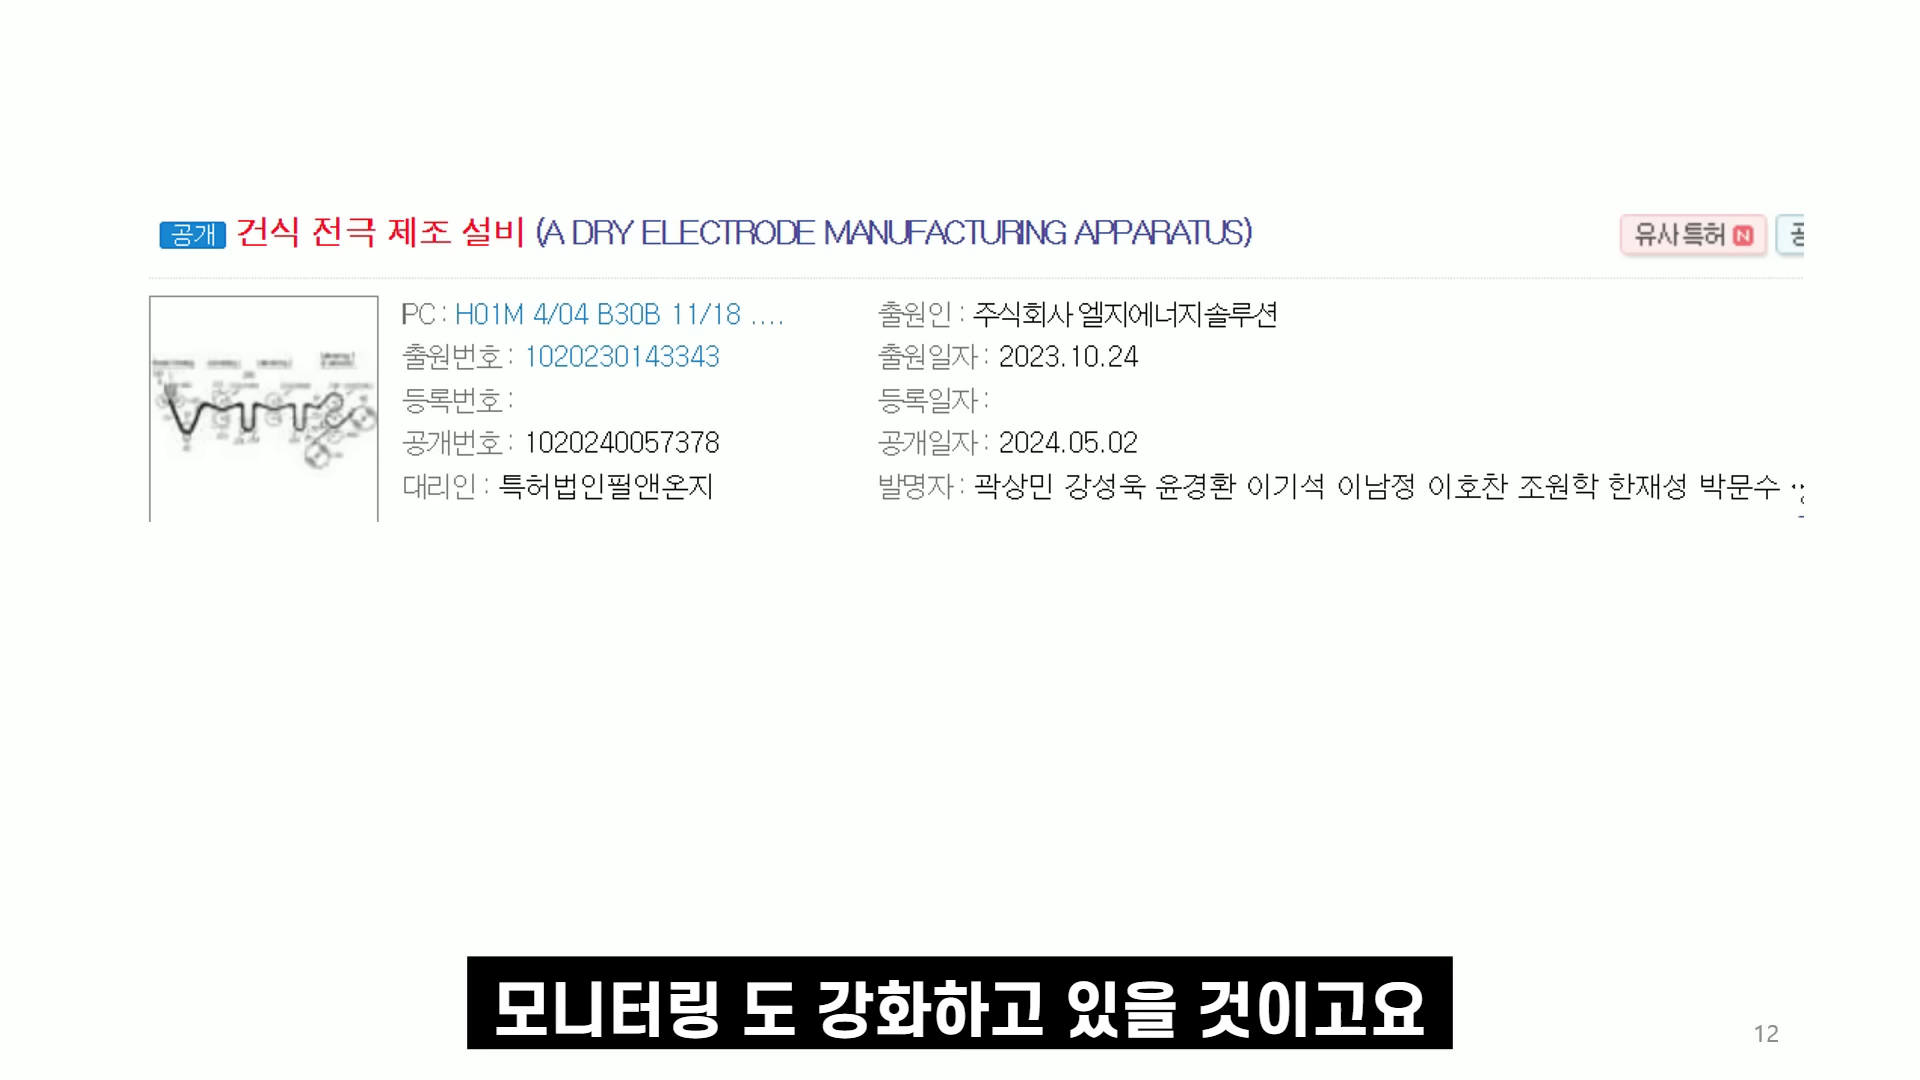 공개 건식 전극 제조 설비 (A DRY ELECTRODE MANUFACTURING APPARATUS)
유사특허 N
PC : H01M 4/04 B30B 11/18 ....
출원인 : 주식회사 엘지에너지솔루션
출원번호 : 1020230143343
출원일자 : 2023.10.24
등록번호 :
등록일자 :
공개번호 : 1020240057378
공개일자 : 2024.05.02
대리인 : 특허법인필앤온지
발명자 : 곽상민 강성욱 윤경환 이기석 이남정 이호찬 조원학 한재성 박문수
모니터링 도 강화하고 있을 것이고요
12